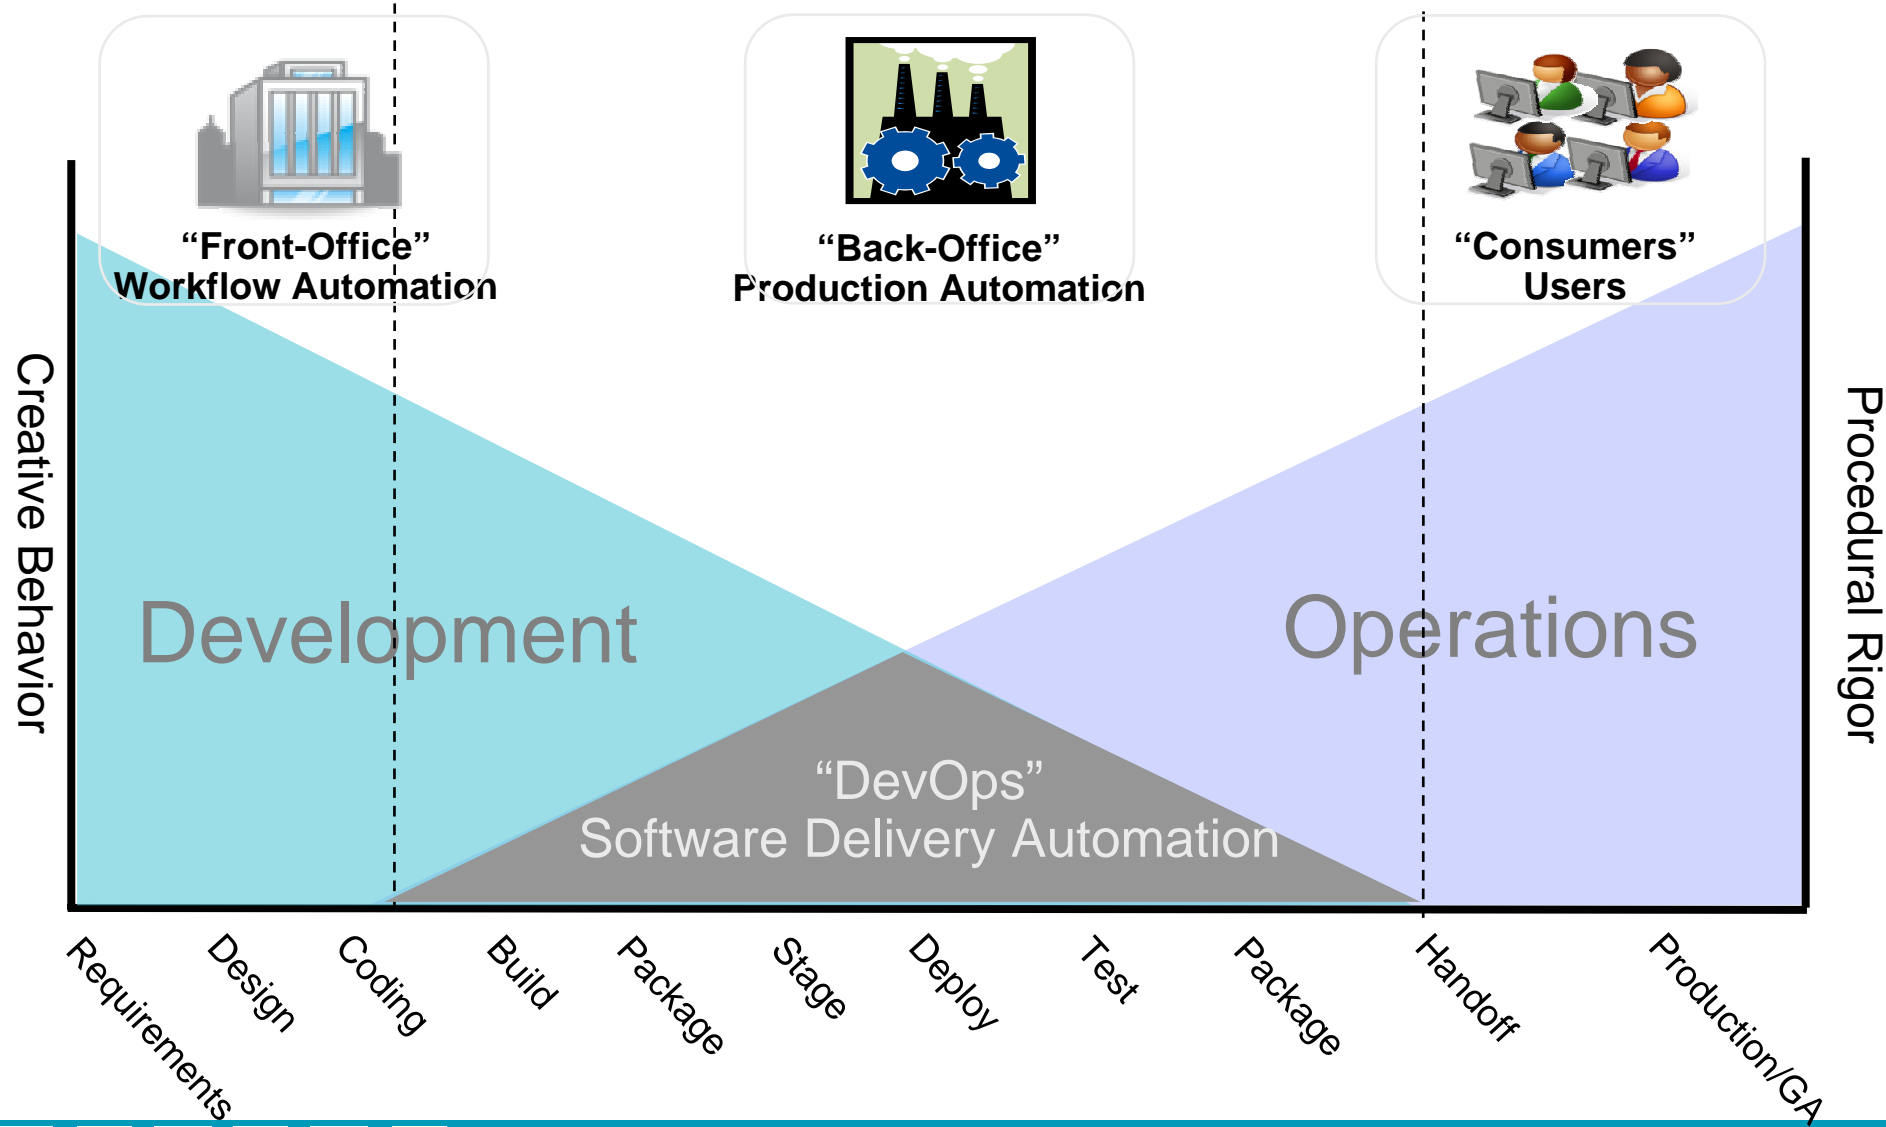 “Front-Office”
Workflow Automation
“Back-Office”
Production Automation
“Consumers”
Users
Creative Behavior
Procedural Rigor
Development
Operations
“DevOps”
Software Delivery Automation
Requirements
Design
Coding
Build
Package
Stage
Deploy
Test
Package
Handoff
Production/GA